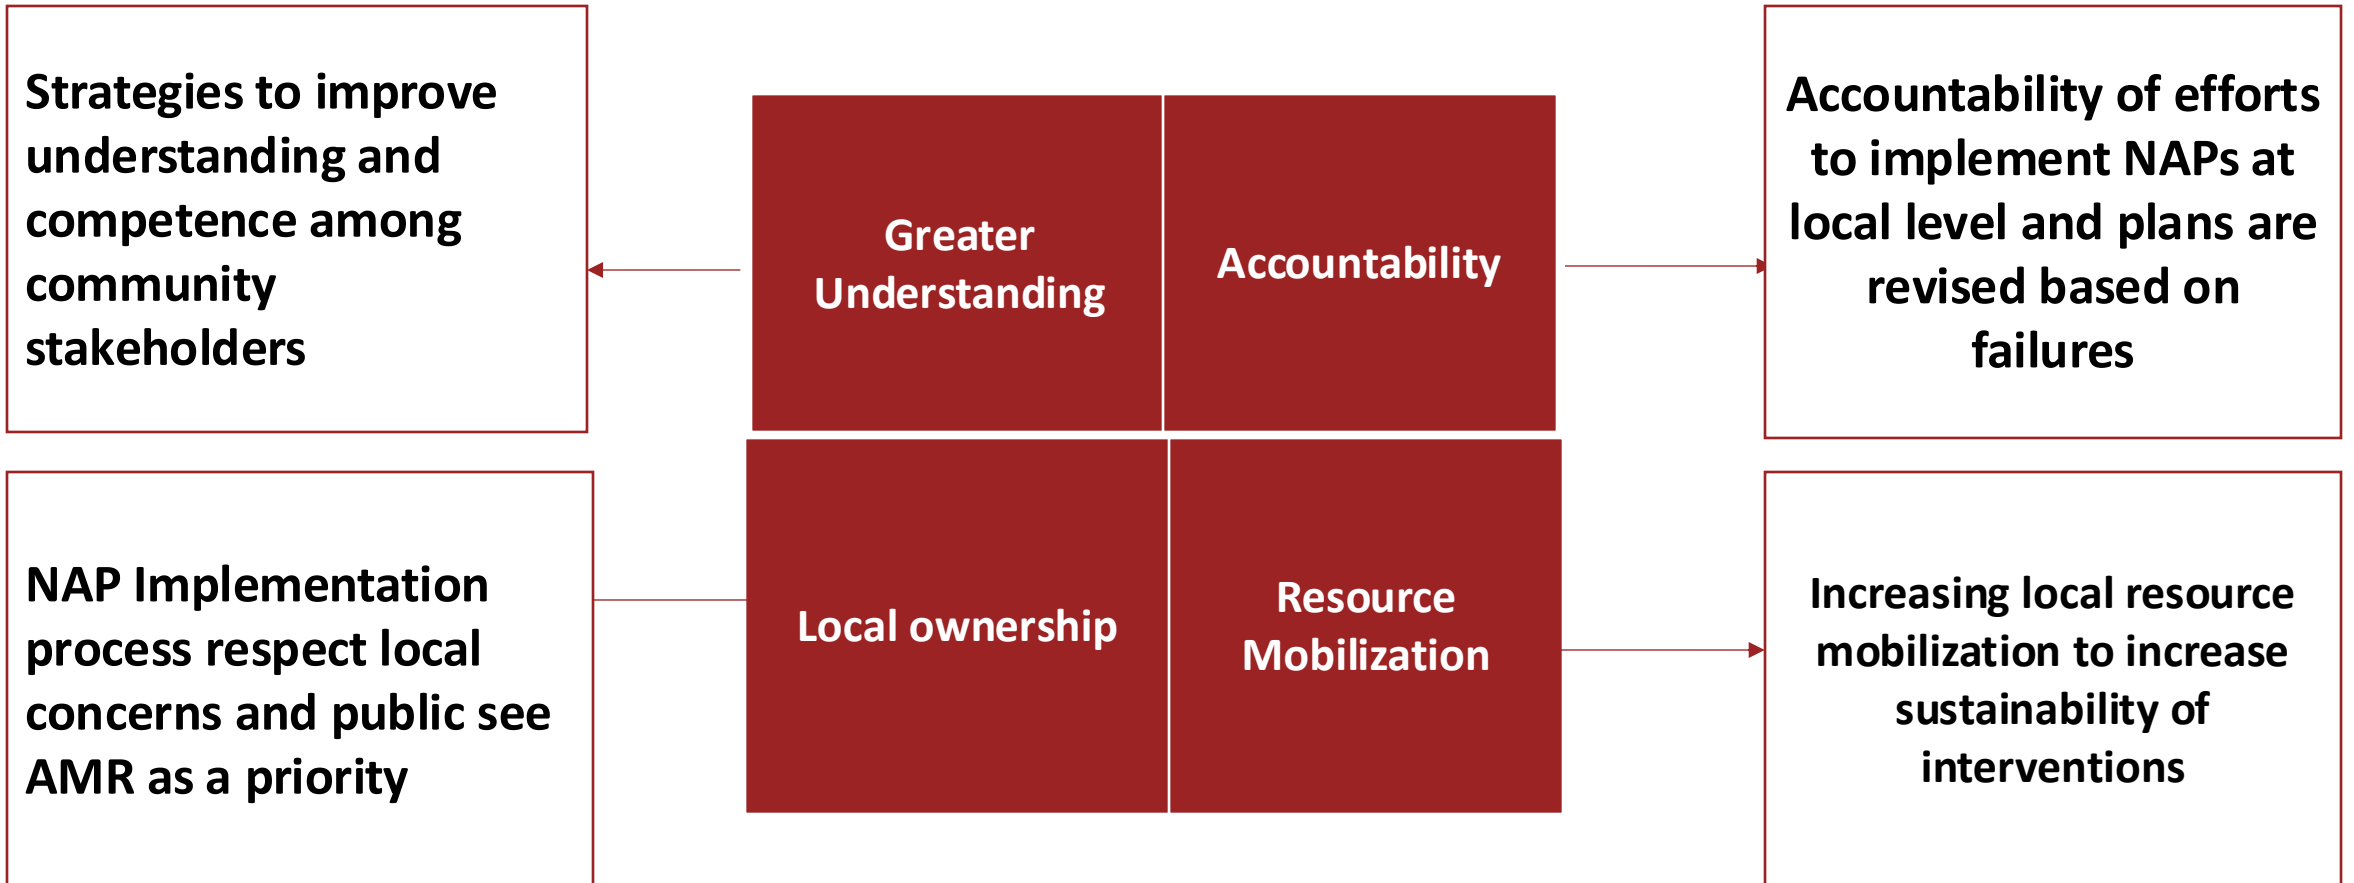 Strategies to improve
understanding and
competence among
community
stakeholders
Greater
Understanding
Accountability
Accountability of efforts
to implement NAPs at
local level and plans are
revised based on
failures
NAP Implementation
process respect local
concerns and public see
AMR as a priority
Local ownership
Resource
Mobilization
Increasing local resource
mobilization to increase
sustainability of
interventions